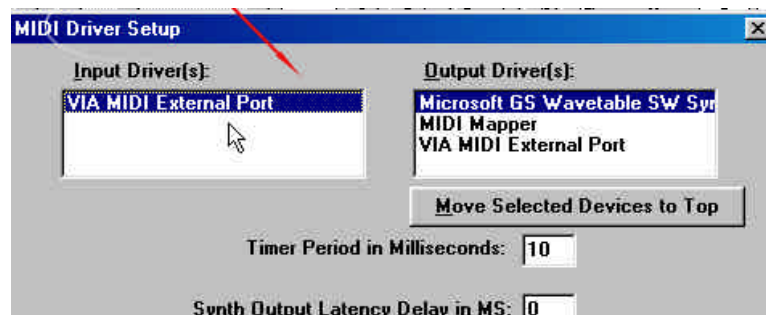 MIDI Driver Setup
Input Driver(s):
Output Driver(s):
VIA MIDI External Port
Microsoft GS Wavetable SW Syn
MIDI Mapper
VIA MIDI External Port
Move Selected Devices to Top
Timer Period in Milliseconds: 10
Synth Output Latency Delay in MS: 0